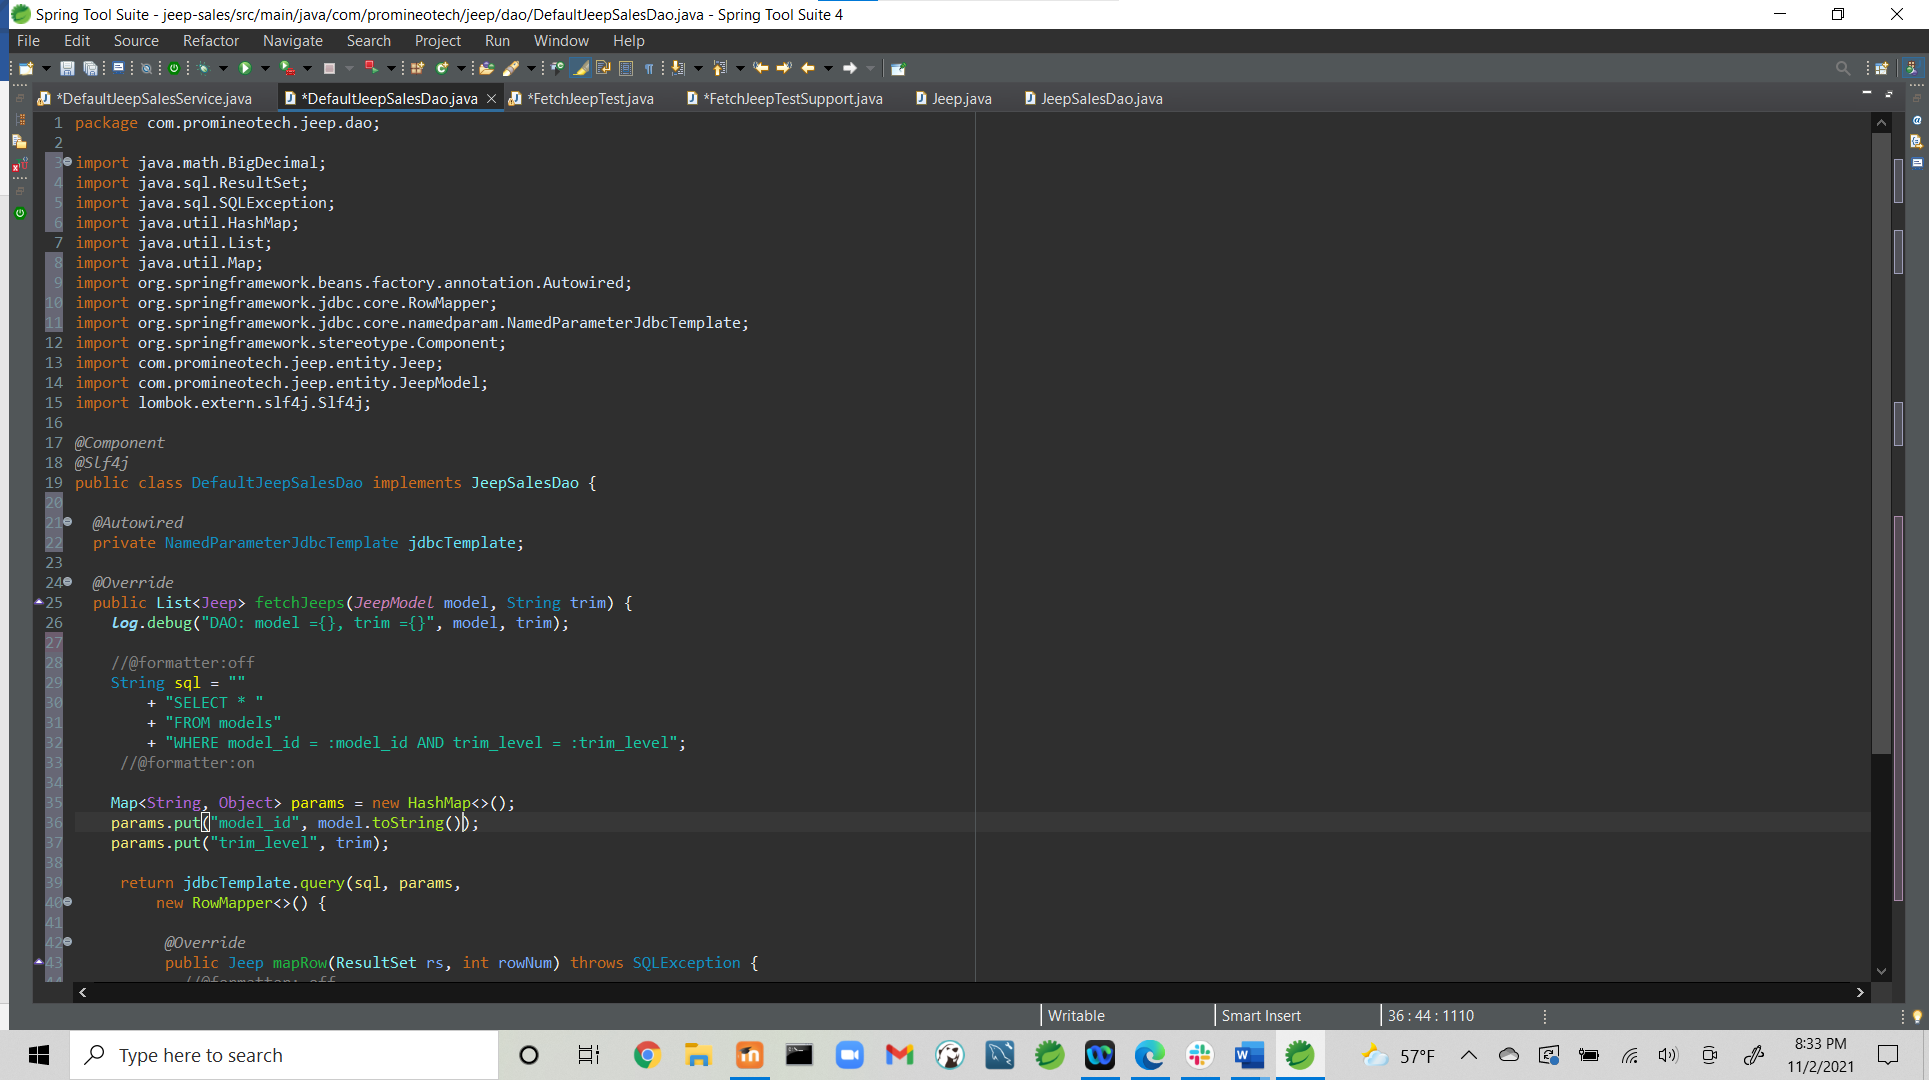 Spring Tool Suite - jeep-sales/src/main/java/com/promineotech/jeep/dao/DefaultJeepSalesDao.java - Spring Tool Suite 4
File Edit Source Refactor Navigate Search Project Run Window Help
*DefaultJeepSalesService.java *DefaultJeepSalesDao.java *FetchJeepTest.java *FetchJeepTestSupport.java Jeep.java JeepSalesDao.java
1 package com.promineotech.jeep.dao;
2
3 import java.math.BigDecimal;
4 import java.sql.ResultSet;
5 import java.sql.SQLException;
6 import java.util.HashMap;
7 import java.util.List;
8 import java.util.Map;
9 import org.springframework.beans.factory.annotation.Autowired;
10 import org.springframework.jdbc.core.RowMapper;
11 import org.springframework.jdbc.core.namedparam.NamedParameterJdbcTemplate;
12 import org.springframework.stereotype.Component;
13 import com.promineotech.jeep.entity.Jeep;
14 import com.promineotech.jeep.entity.JeepModel;
15 import lombok.extern.slf4j.Slf4j;
16
17 @Component
18 @Slf4j
19 public class DefaultJeepSalesDao implements JeepSalesDao {
20
21 @Autowired
22 private NamedParameterJdbcTemplate jdbcTemplate;
23
24 @Override
25 public List<Jeep> fetchJeeps(JeepModel model, String trim) {
26 log.debug("DAO: model ={}, trim ={}", model, trim);
27
28 //@formatter:off
29 String sql = ""
30 + "SELECT * "
31 + "FROM models"
32 + "WHERE model_id = :model_id AND trim_level = :trim_level";
33 //@formatter:on
34
35 Map<String, Object> params = new HashMap<>();
36 params.put("model_id", model.toString());
37 params.put("trim_level", trim);
38
39 return jdbcTemplate.query(sql, params,
40 new RowMapper<>() {
41
42 @Override
43 public Jeep mapRow(ResultSet rs, int rowNum) throws SQLException {
44 //@formatter: off
Writable Smart Insert 36 : 44 : 1110
Type here to search 57°F 8:33 PM
11/2/2021